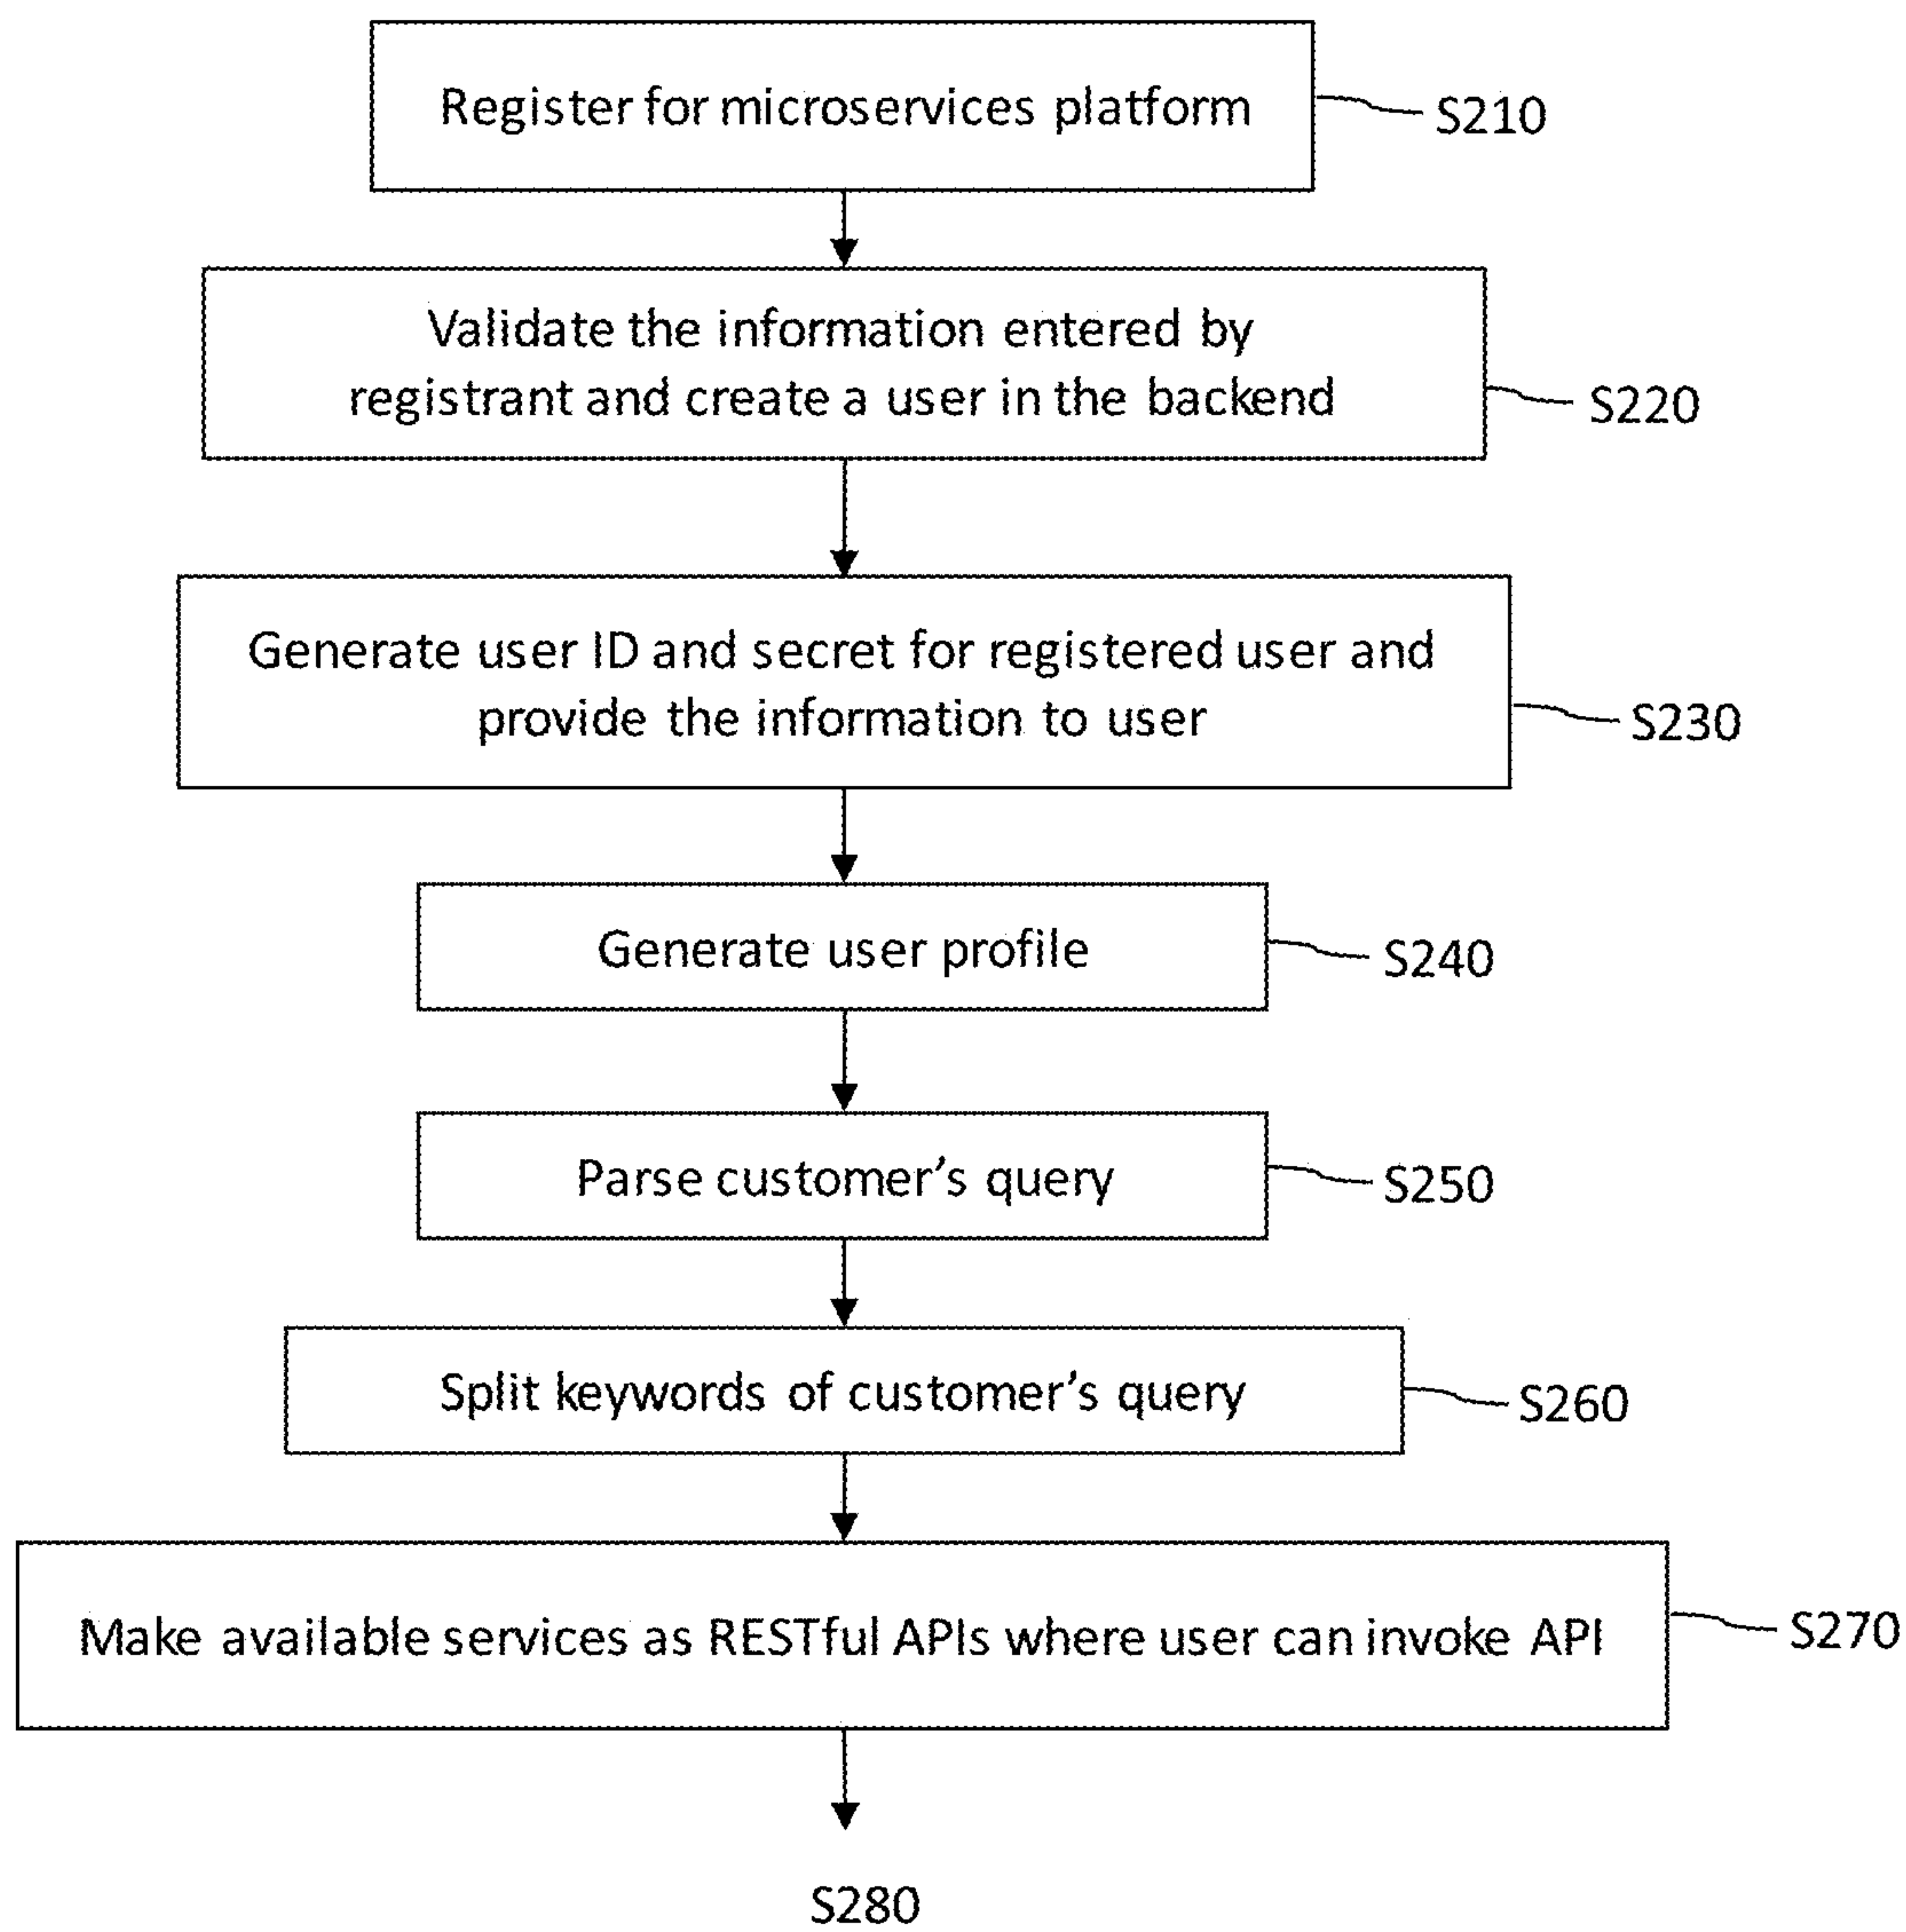 Register for microservices platform
S210
Validate the information entered by
registrant and create a user in the backend
S220
Generate user ID and secret for registered user and
provide the information to user
S230
Generate user profile
S240
Parse customer’s query
S250
Split keywords of customer’s query
S260
Make available services as RESTful APIs where user can invoke API
S270
S280